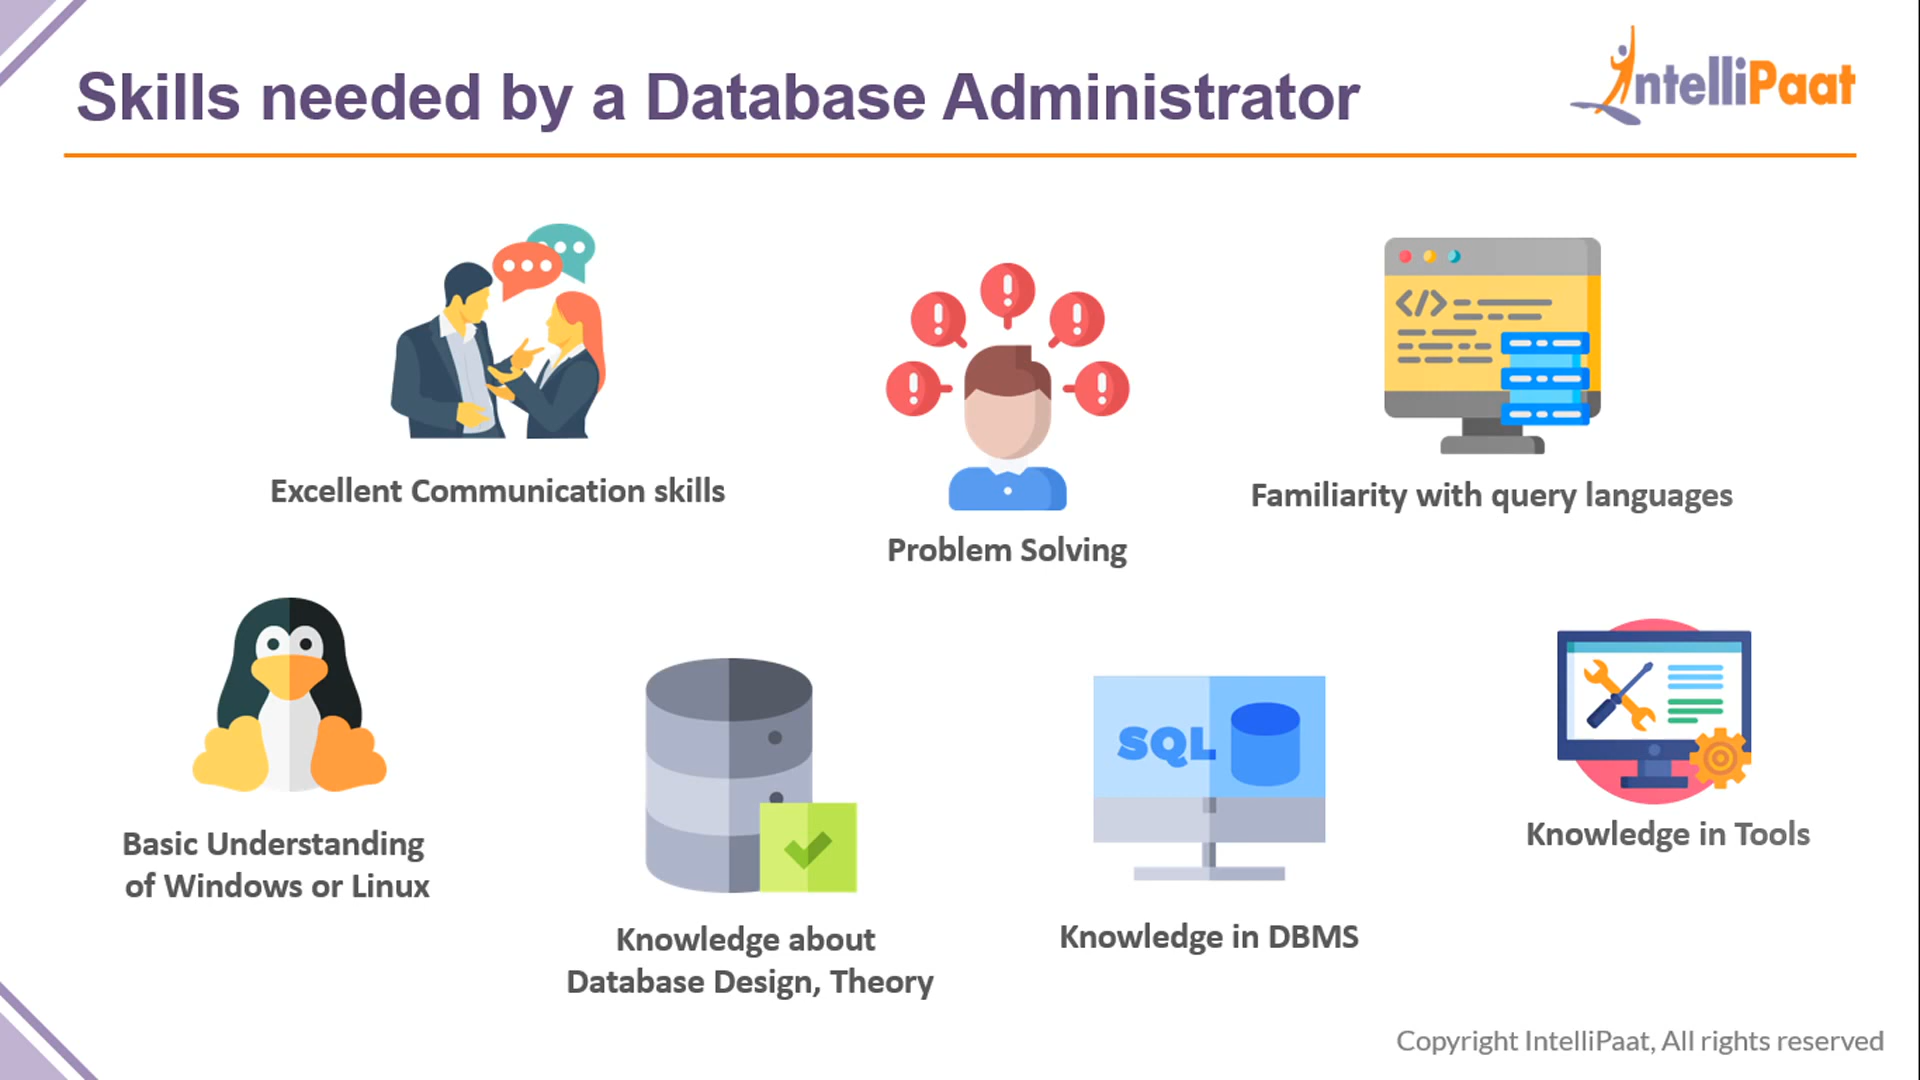 Skills needed by a Database Administrator
IntelliPaat
Excellent Communication skills
Problem Solving
Familiarity with query languages
Basic Understanding
of Windows or Linux
Knowledge about
Database Design, Theory
SQL
Knowledge in DBMS
Knowledge in Tools
Copyright IntelliPaat, All rights reserved